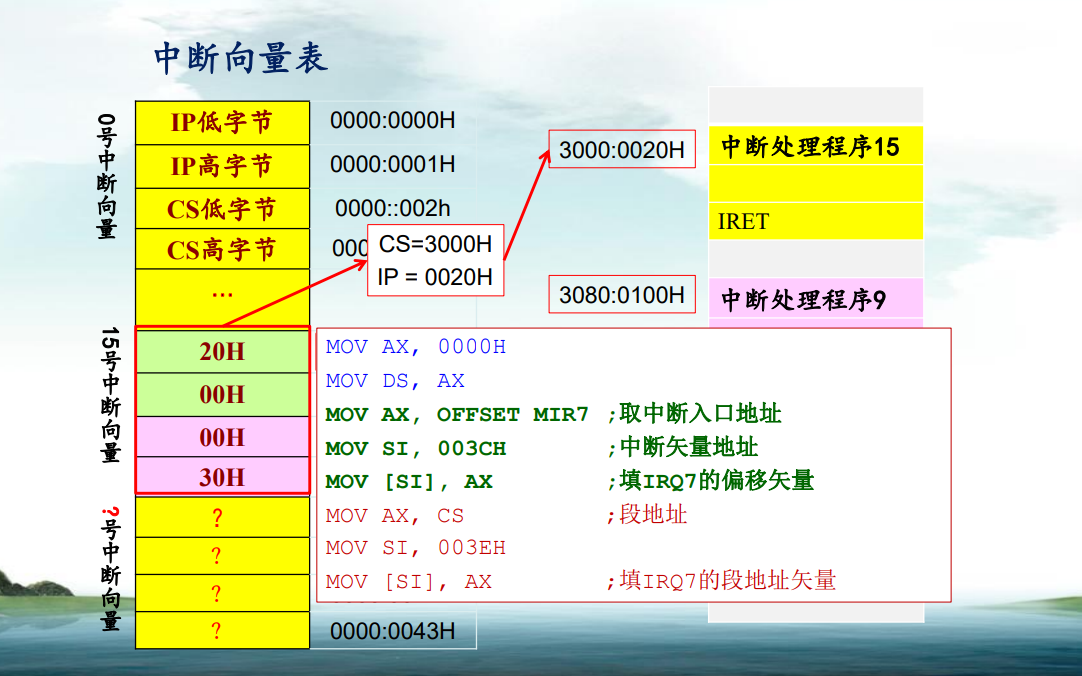 中断向量表
0号中断向量
IP低字节
0000:0000H
IP高字节
0000:0001H
CS低字节
0000::002h
CS高字节
000
…
CS=3000H
IP = 0020H
3000:0020H
中断处理程序15
IRET
3080:0100H
中断处理程序9
15号中断向量
20H
00H
00H
30H
MOV AX, 0000H
MOV DS, AX
MOV AX, OFFSET MIR7 ;取中断入口地址
MOV SI, 003CH ;中断矢量地址
MOV [SI], AX ;填IRQ7的偏移矢量
MOV AX, CS ;段地址
MOV SI, 003EH
MOV [SI], AX ;填IRQ7的段地址矢量
?号中断向量
?
?
?
?
0000:0043H